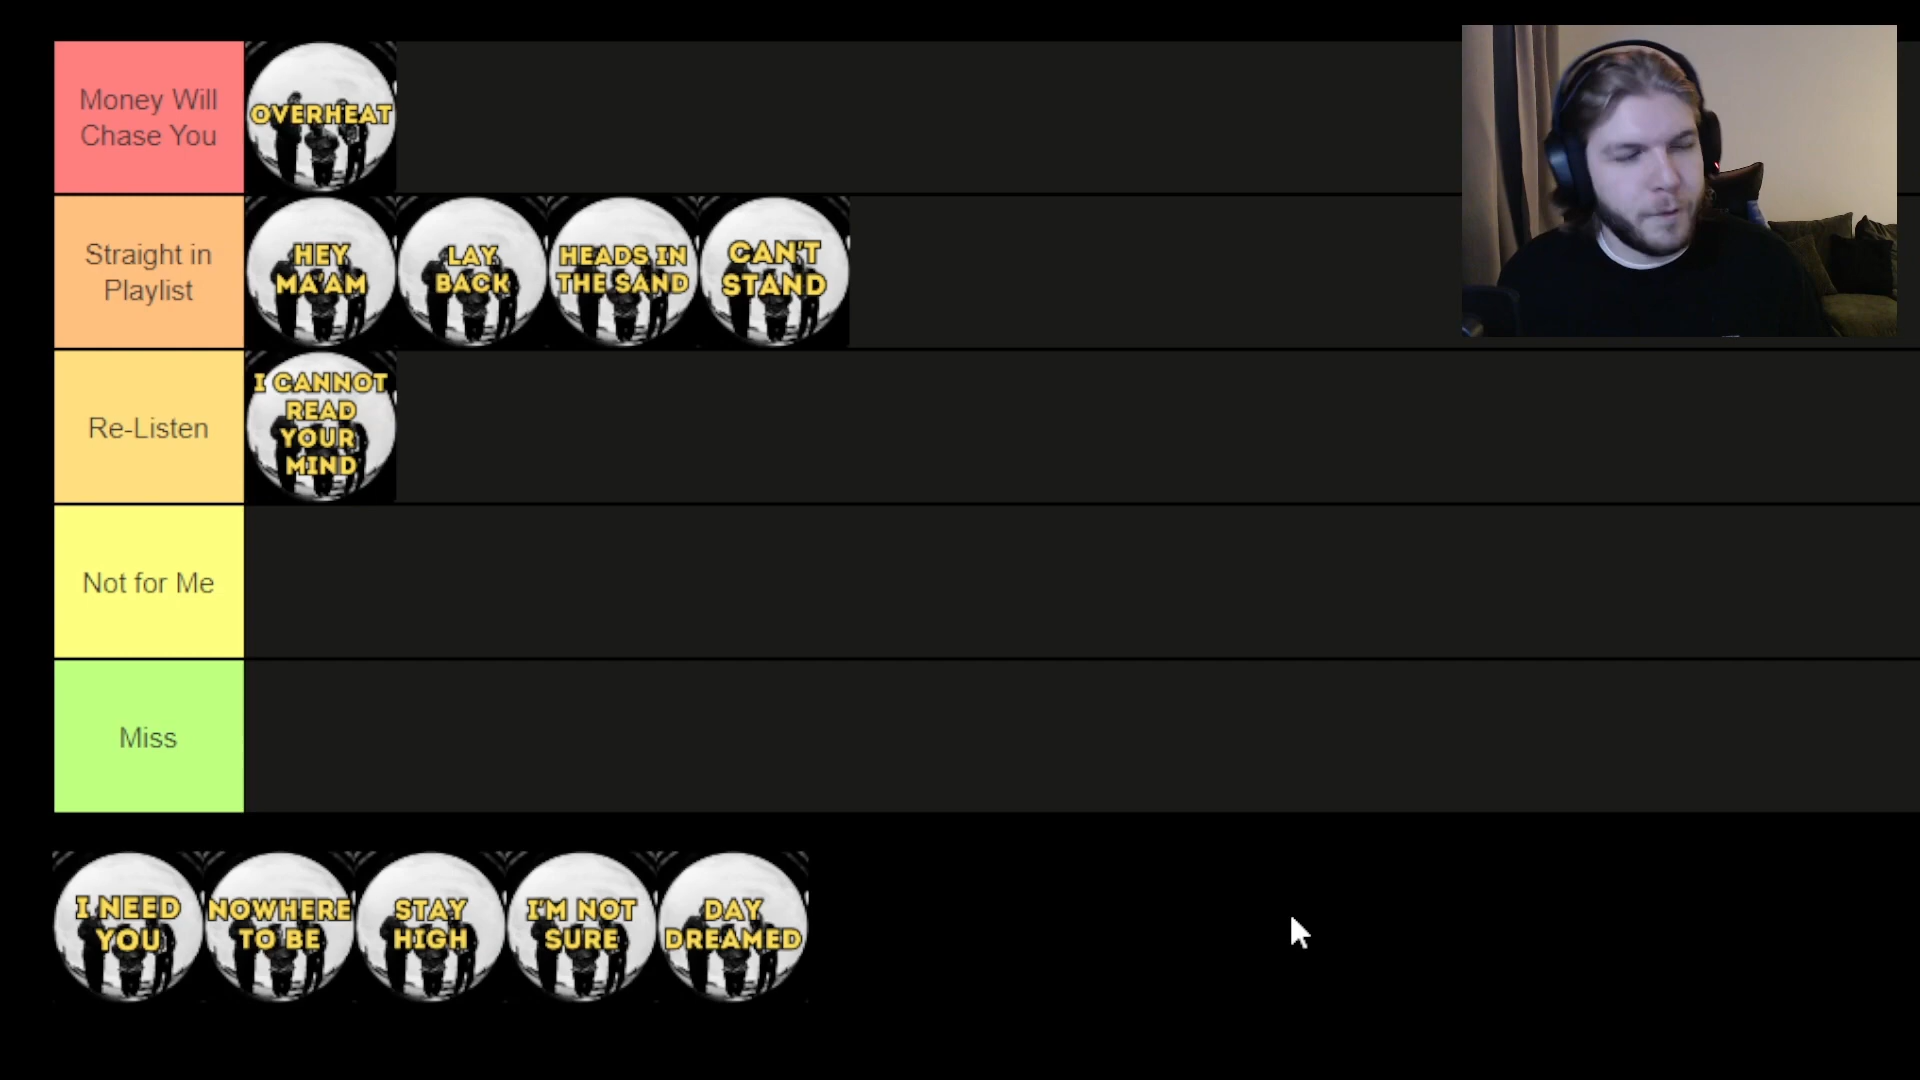 Money Will
Chase You
OVERHEAT
Straight in
Playlist
HEY
MA'AM
LAY
BACK
HEADS IN
THE SAND
CAN'T
STAND
Re-Listen
I CANNOT
READ
YOUR
MIND
Not for Me
Miss
I NEED
YOU
NOWHERE
TO BE
STAY
HIGH
I'M NOT
SURE
DAY
DREAMED